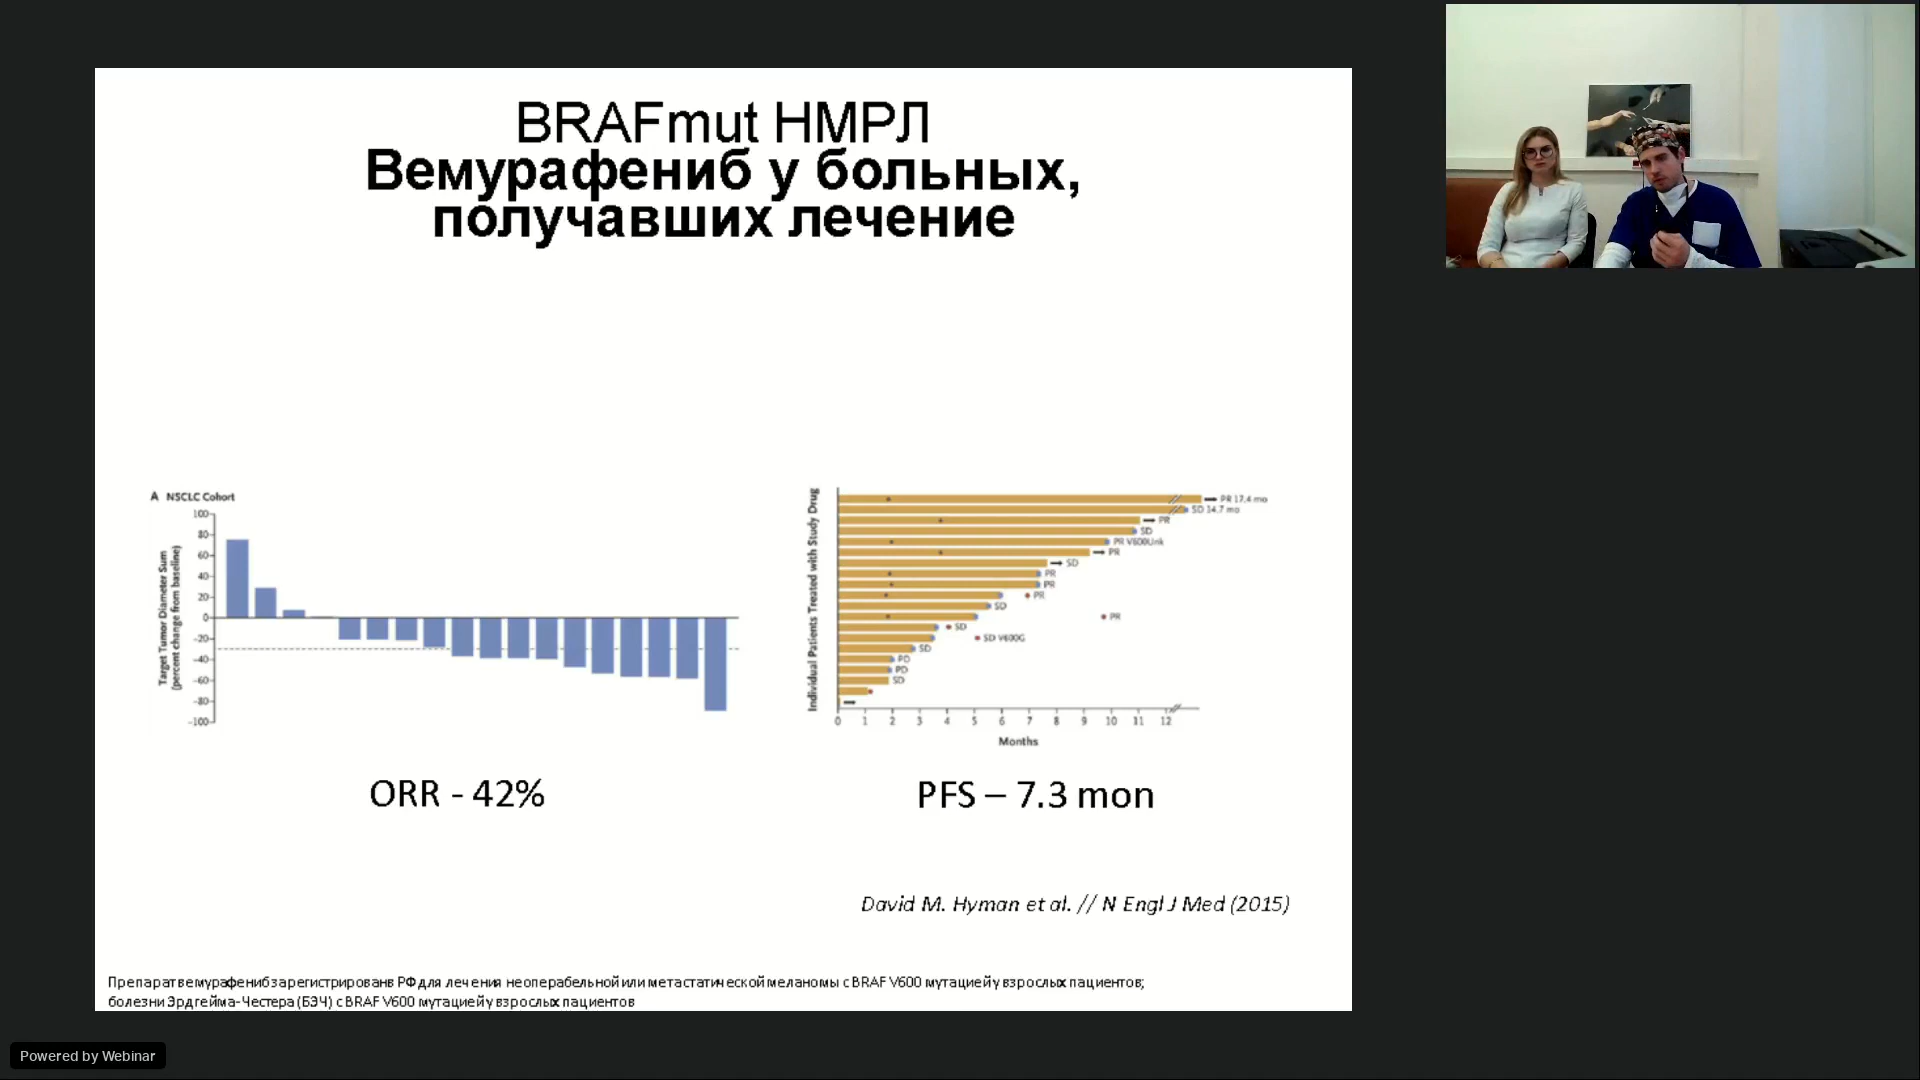 BRAFmut НМРЛ
Вемурафениб у больных,
получавших лечение
A NSCLC Cohort
Target Tumor Diameter Sum
(percent change from baseline)
100
80
60
40
20
0
-20
-40
-60
-80
-100
Individual Patients Treated with Study Drug
PR 17.4 mo
SD 14.7 mo
PR
SD
PR V600Unk
PR
SD
PR
PR
PR
SD
PR
SD
SD V600G
SD
PD
PD
SD
0 1 2 3 4 5 6 7 8 9 10 11 12
Months
ORR - 42%
PFS – 7.3 mon
David M. Hyman et al. // N Engl J Med (2015)
Препарат вемурафениб зарегистрирован в РФ для лечения неоперабельной или метастатической меланомы с BRAF V600 мутацией у взрослых пациентов;
болезни Эрдгейма-Честера (БЭЧ) с BRAF V600 мутацией у взрослых пациентов
Powered by Webinar